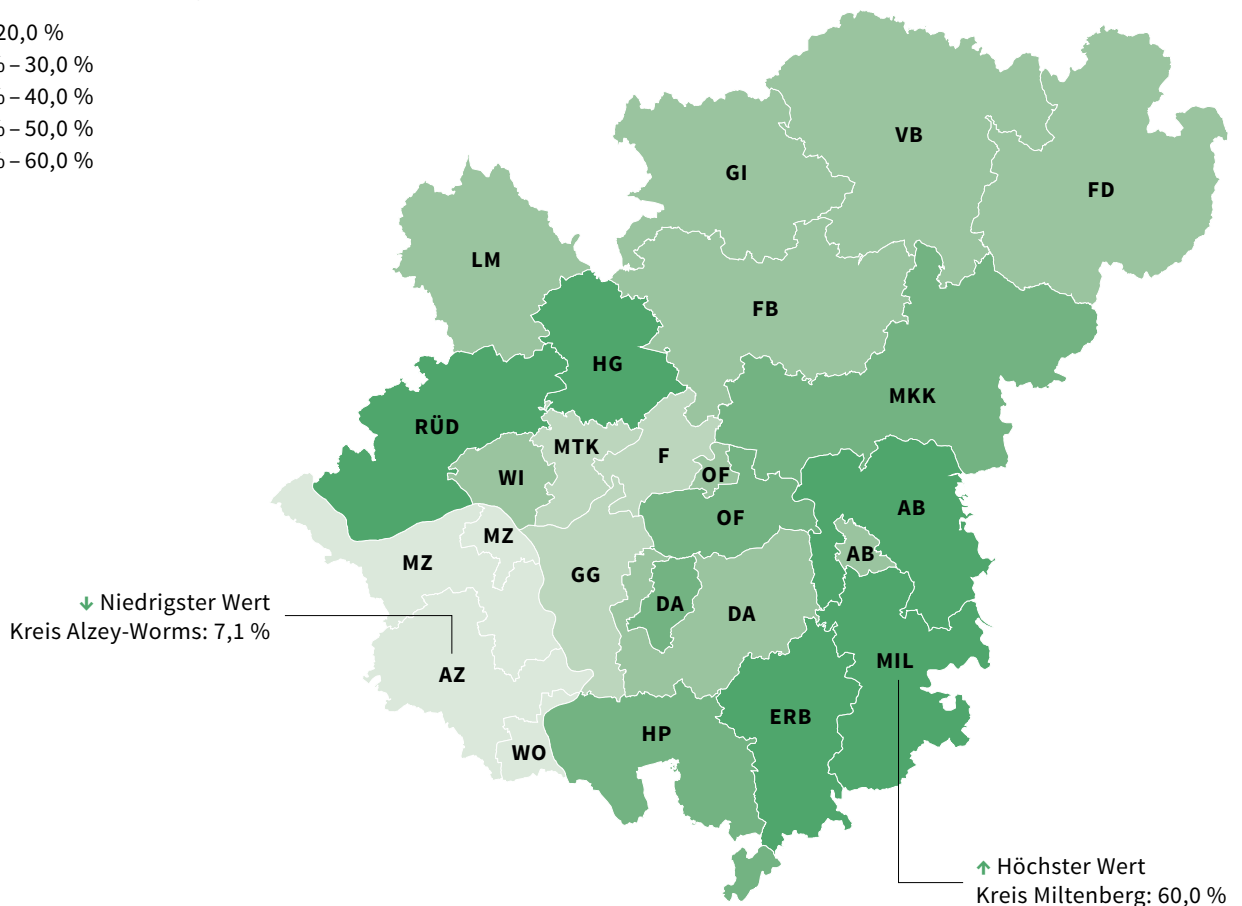 20,0 %
% – 30,0 %
% – 40,0 %
% – 50,0 %
% – 60,0 %
VB
GI
FD
LM
FB
HG
MKK
RÜD
MTK
F
WI
OF
AB
OF
MZ
AB
MZ
GG
DA
DA
↓ Niedrigster Wert
Kreis Alzey-Worms: 7,1 %
MIL
AZ
ERB
HP
WO
↑ Höchster Wert
Kreis Miltenberg: 60,0 %